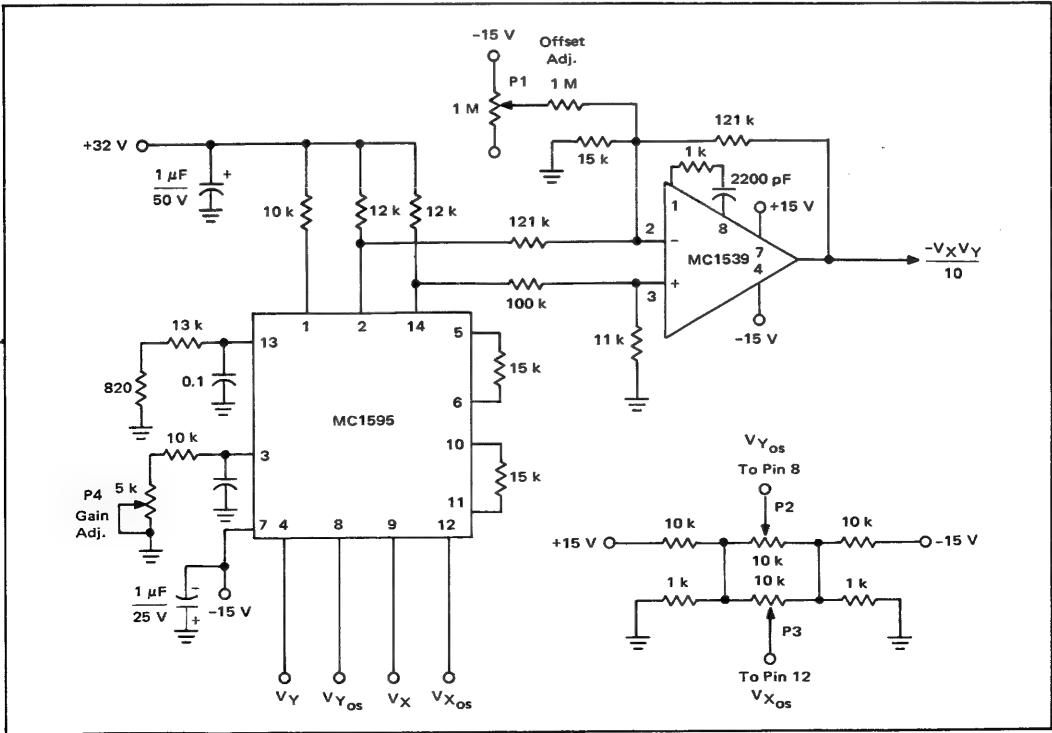 -15 V
Offset
Adj.
P1
1 M
1 M
+32 V
121 k
15 k
1 k
2200 pF
1 μF
50 V
+
10 k
12 k
12 k
121 k
1
8
+15 V
2
−
7
MC1539
4
3
+
100 k
-15 V
11 k
-VXVY
10
1
2
14
13 k
13
5
15 k
820
0.1
6
MC1595
10 k
3
10
15 k
P4
5 k
Gain
Adj.
11
7
4
8
9
12
1 μF
25 V
−
+
-15 V
VY
VYos
VX
VXos
VYos
To Pin 8
P2
+15 V
10 k
10 k
10 k
-15 V
1 k
10 k
1 k
P3
To Pin 12
VXos